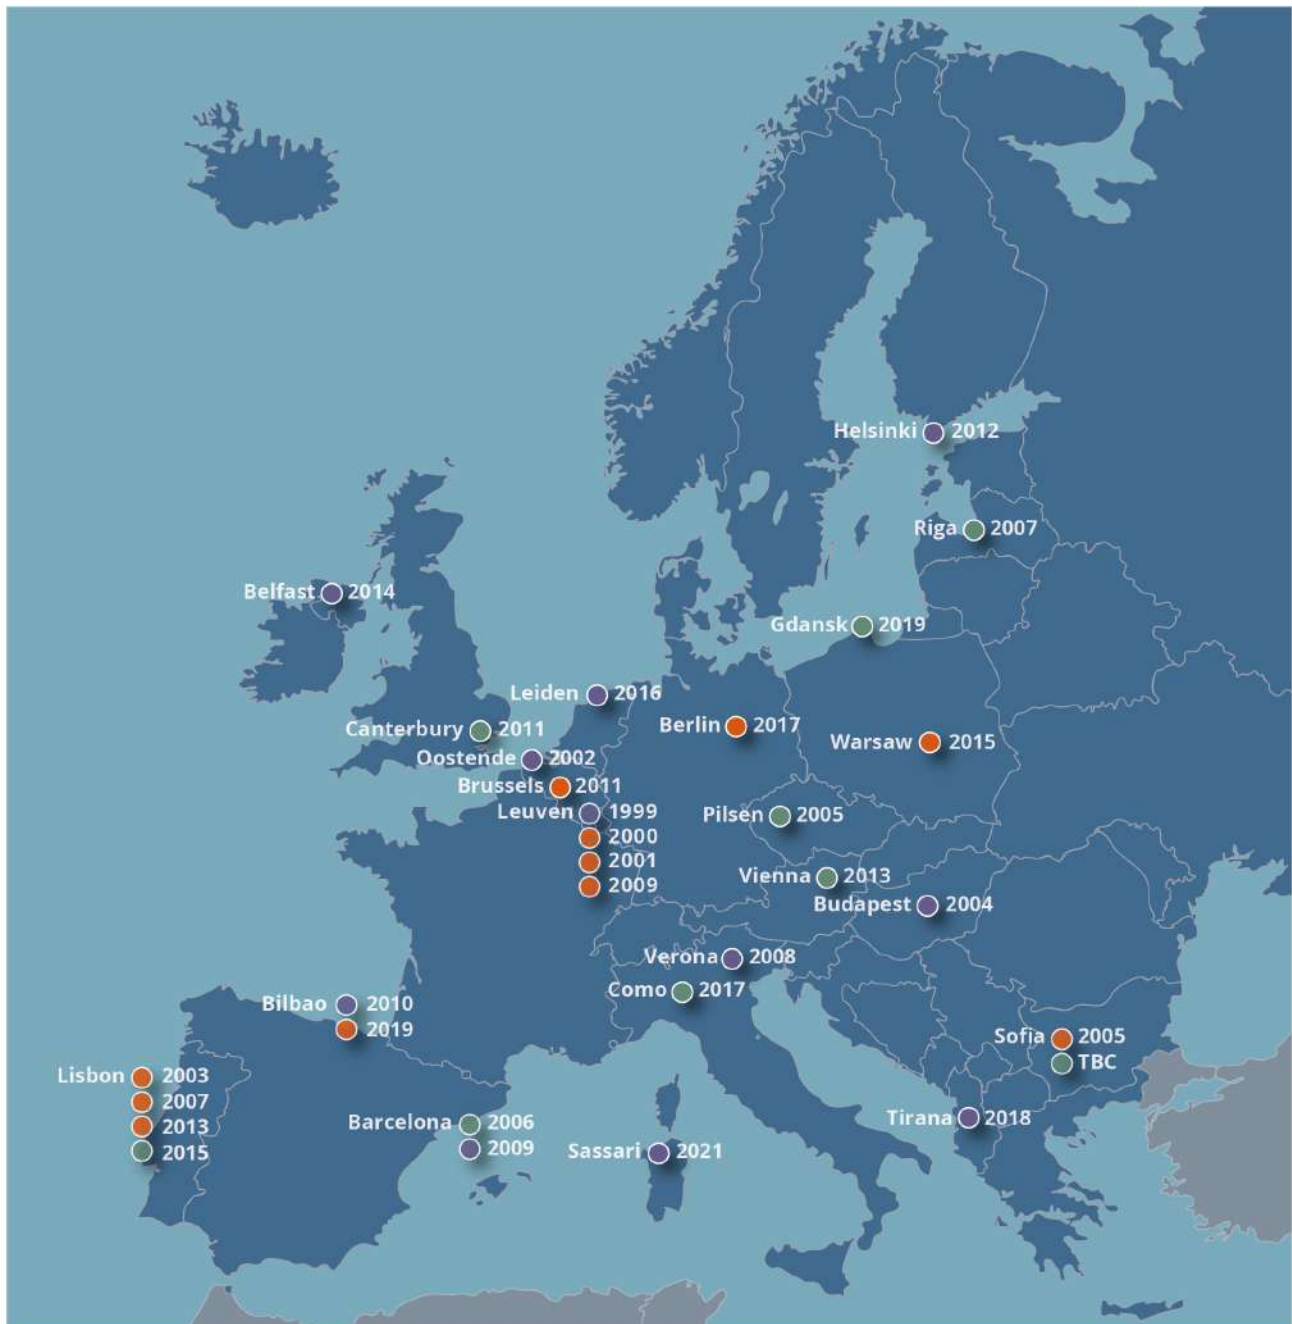 Helsinki 2012
Riga 2007
Belfast 2014
Gdansk 2019
Leiden 2016
Canterbury 2011
Berlin 2017
Warsaw 2015
Oostende 2002
Brussels 2011
Leuven 1999
2000
2001
2009
Pilsen 2005
Vienna 2013
Budapest 2004
Verona 2008
Como 2017
Bilbao 2010
2019
Sofia 2005
TBC
Lisbon 2003
2007
2013
2015
Barcelona 2006
2009
Tirana 2018
Sassari 2021